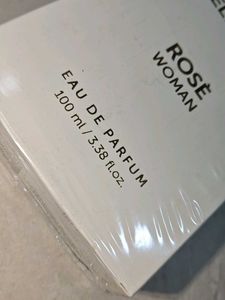 ROSÈ
WOMAN
EAU DE PARFUM
100 ml / 3.38 fl.oz.